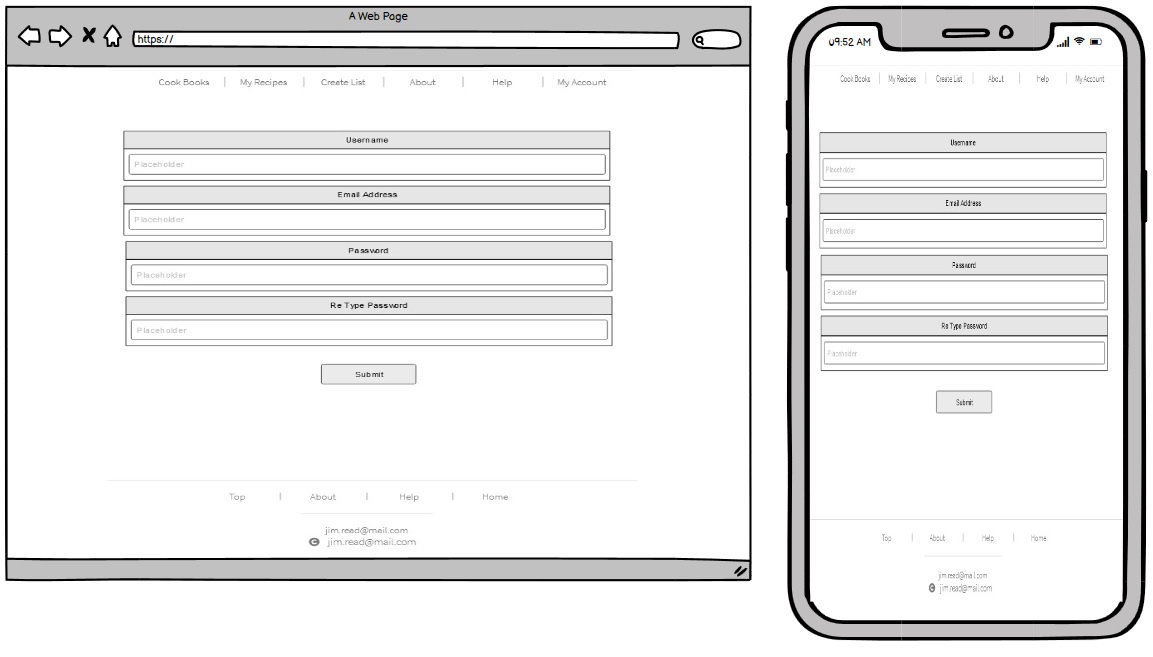 A Web Page
https://
Cook Books | My Recipes | Create List | About | Help | My Account
Username
Placeholder
Email Address
Placeholder
Password
Placeholder
Re Type Password
Placeholder
Submit
Top | About | Help | Home
jim.read@mail.com
C jim.read@mail.com
09:52 AM
Cook Books | My Recipes | Create List | About | Help | My Account
Username
Placeholder
Email Address
Placeholder
Password
Placeholder
Re Type Password
Placeholder
Submit
Top | About | Help | Home
jim.read@mail.com
C jim.read@mail.com